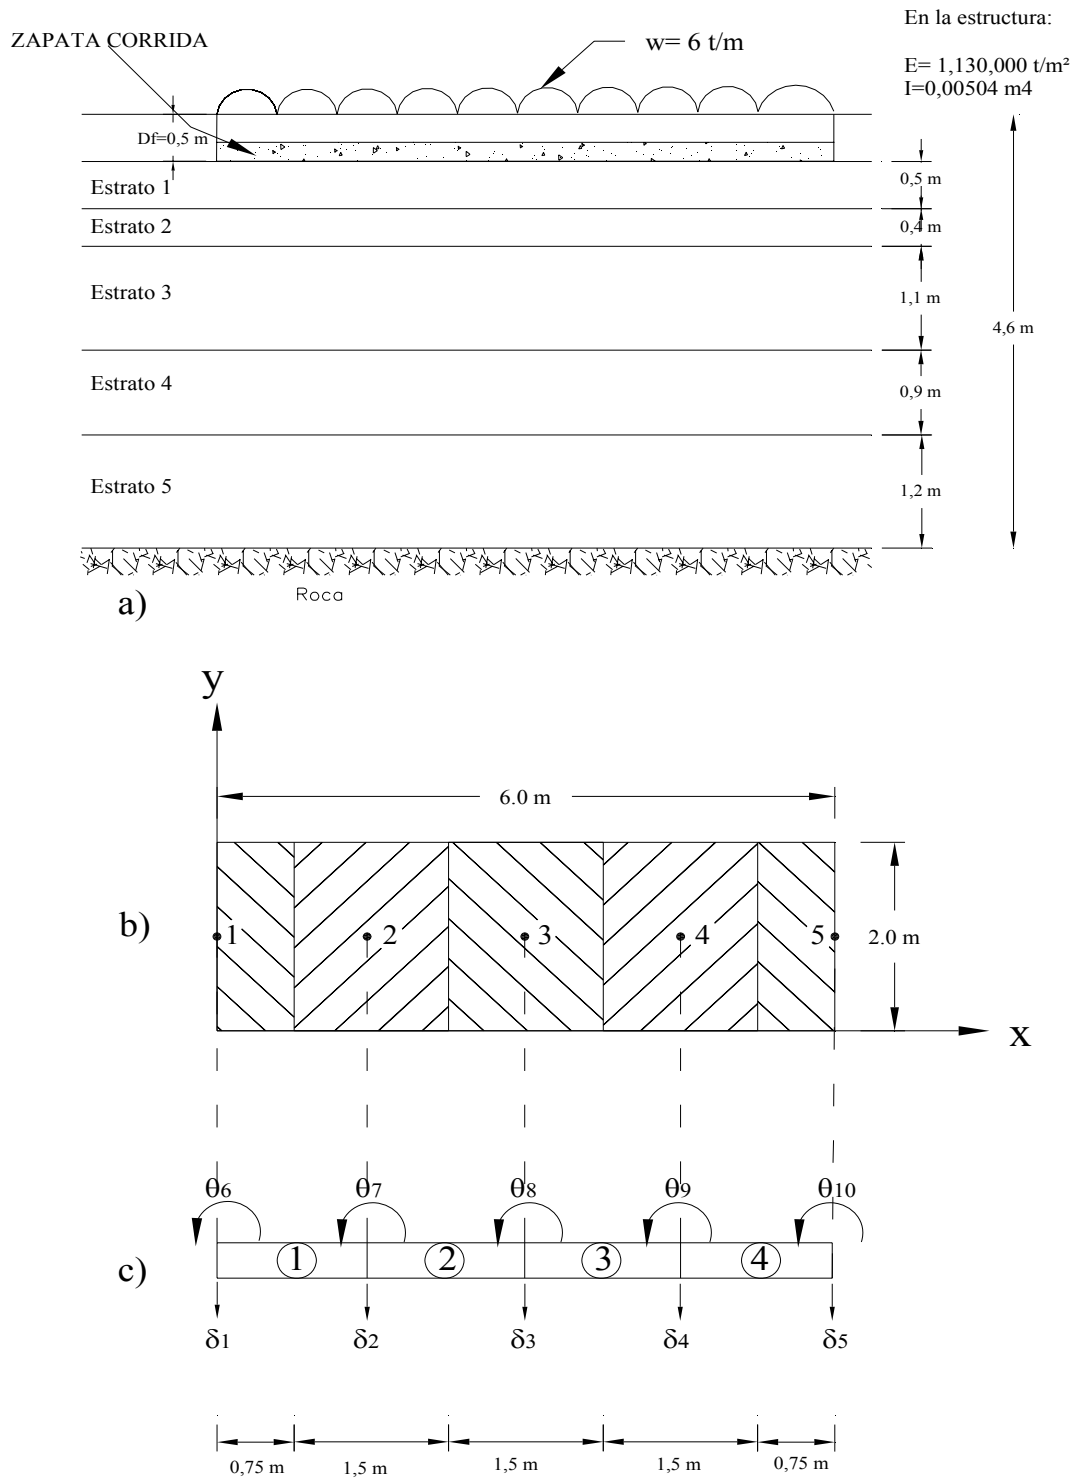 En la estructura:
ZAPATA CORRIDA
w= 6 t/m
E= 1,130,000 t/m²
I=0,00504 m4
Df=0,5 m
Estrato 1
0,5 m
Estrato 2
0,4 m
Estrato 3
1,1 m
4,6 m
Estrato 4
0,9 m
Estrato 5
1,2 m
Roca
a)
y
6.0 m
b)
1
2
3
4
5
2.0 m
x
θ6
θ7
θ8
θ9
θ10
c)
1
2
3
4
δ1
δ2
δ3
δ4
δ5
0,75 m
1,5 m
1,5 m
1,5 m
0,75 m